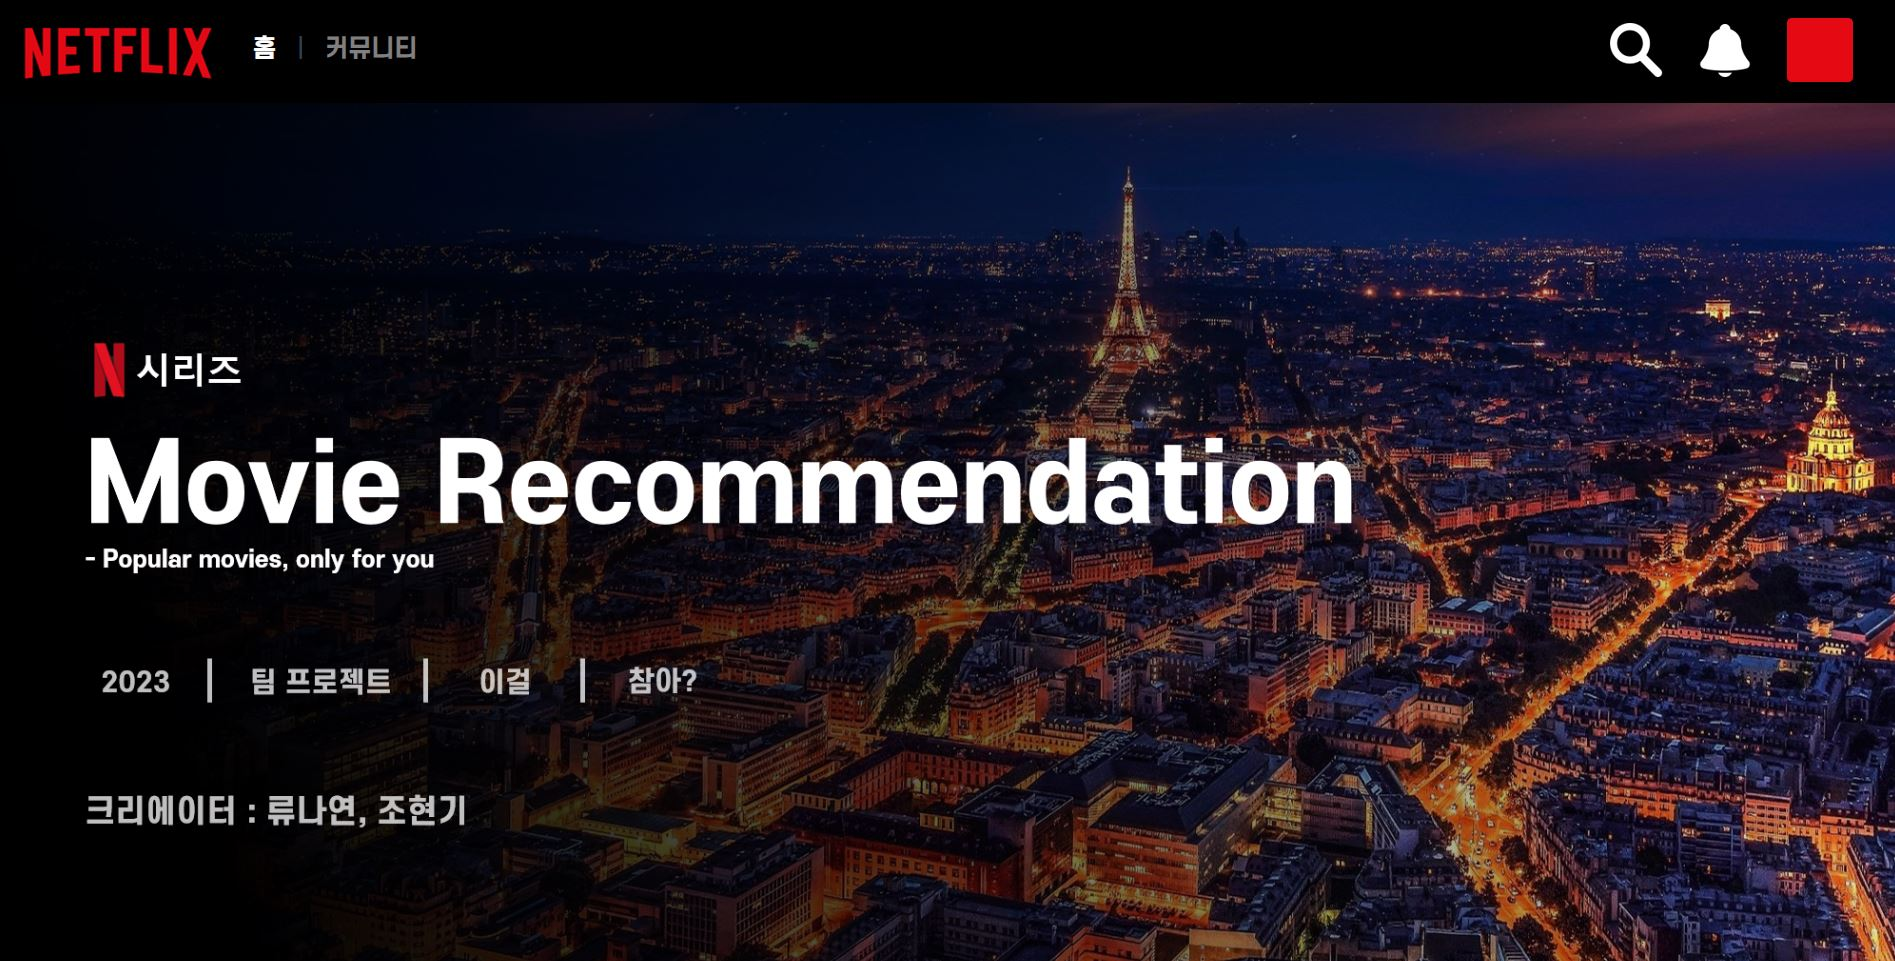 NETFLIX 홈 | 커뮤니티
N 시리즈
Movie Recommendation
- Popular movies, only for you
2023 | 팀 프로젝트 | 이걸 | 참아?
크리에이터 : 류나연, 조현기